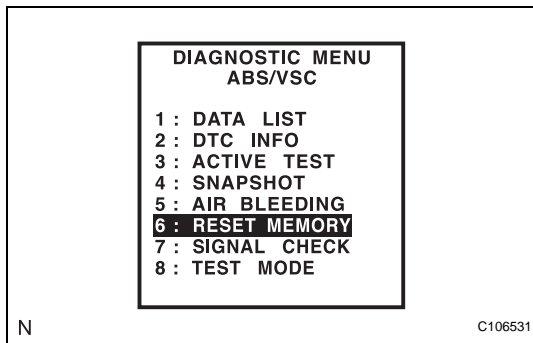 DIAGNOSTIC MENU
ABS/VSC
1 : DATA LIST
2 : DTC INFO
3 : ACTIVE TEST
4 : SNAPSHOT
5 : AIR BLEEDING
6 : RESET MEMORY
7 : SIGNAL CHECK
8 : TEST MODE
N
C106531